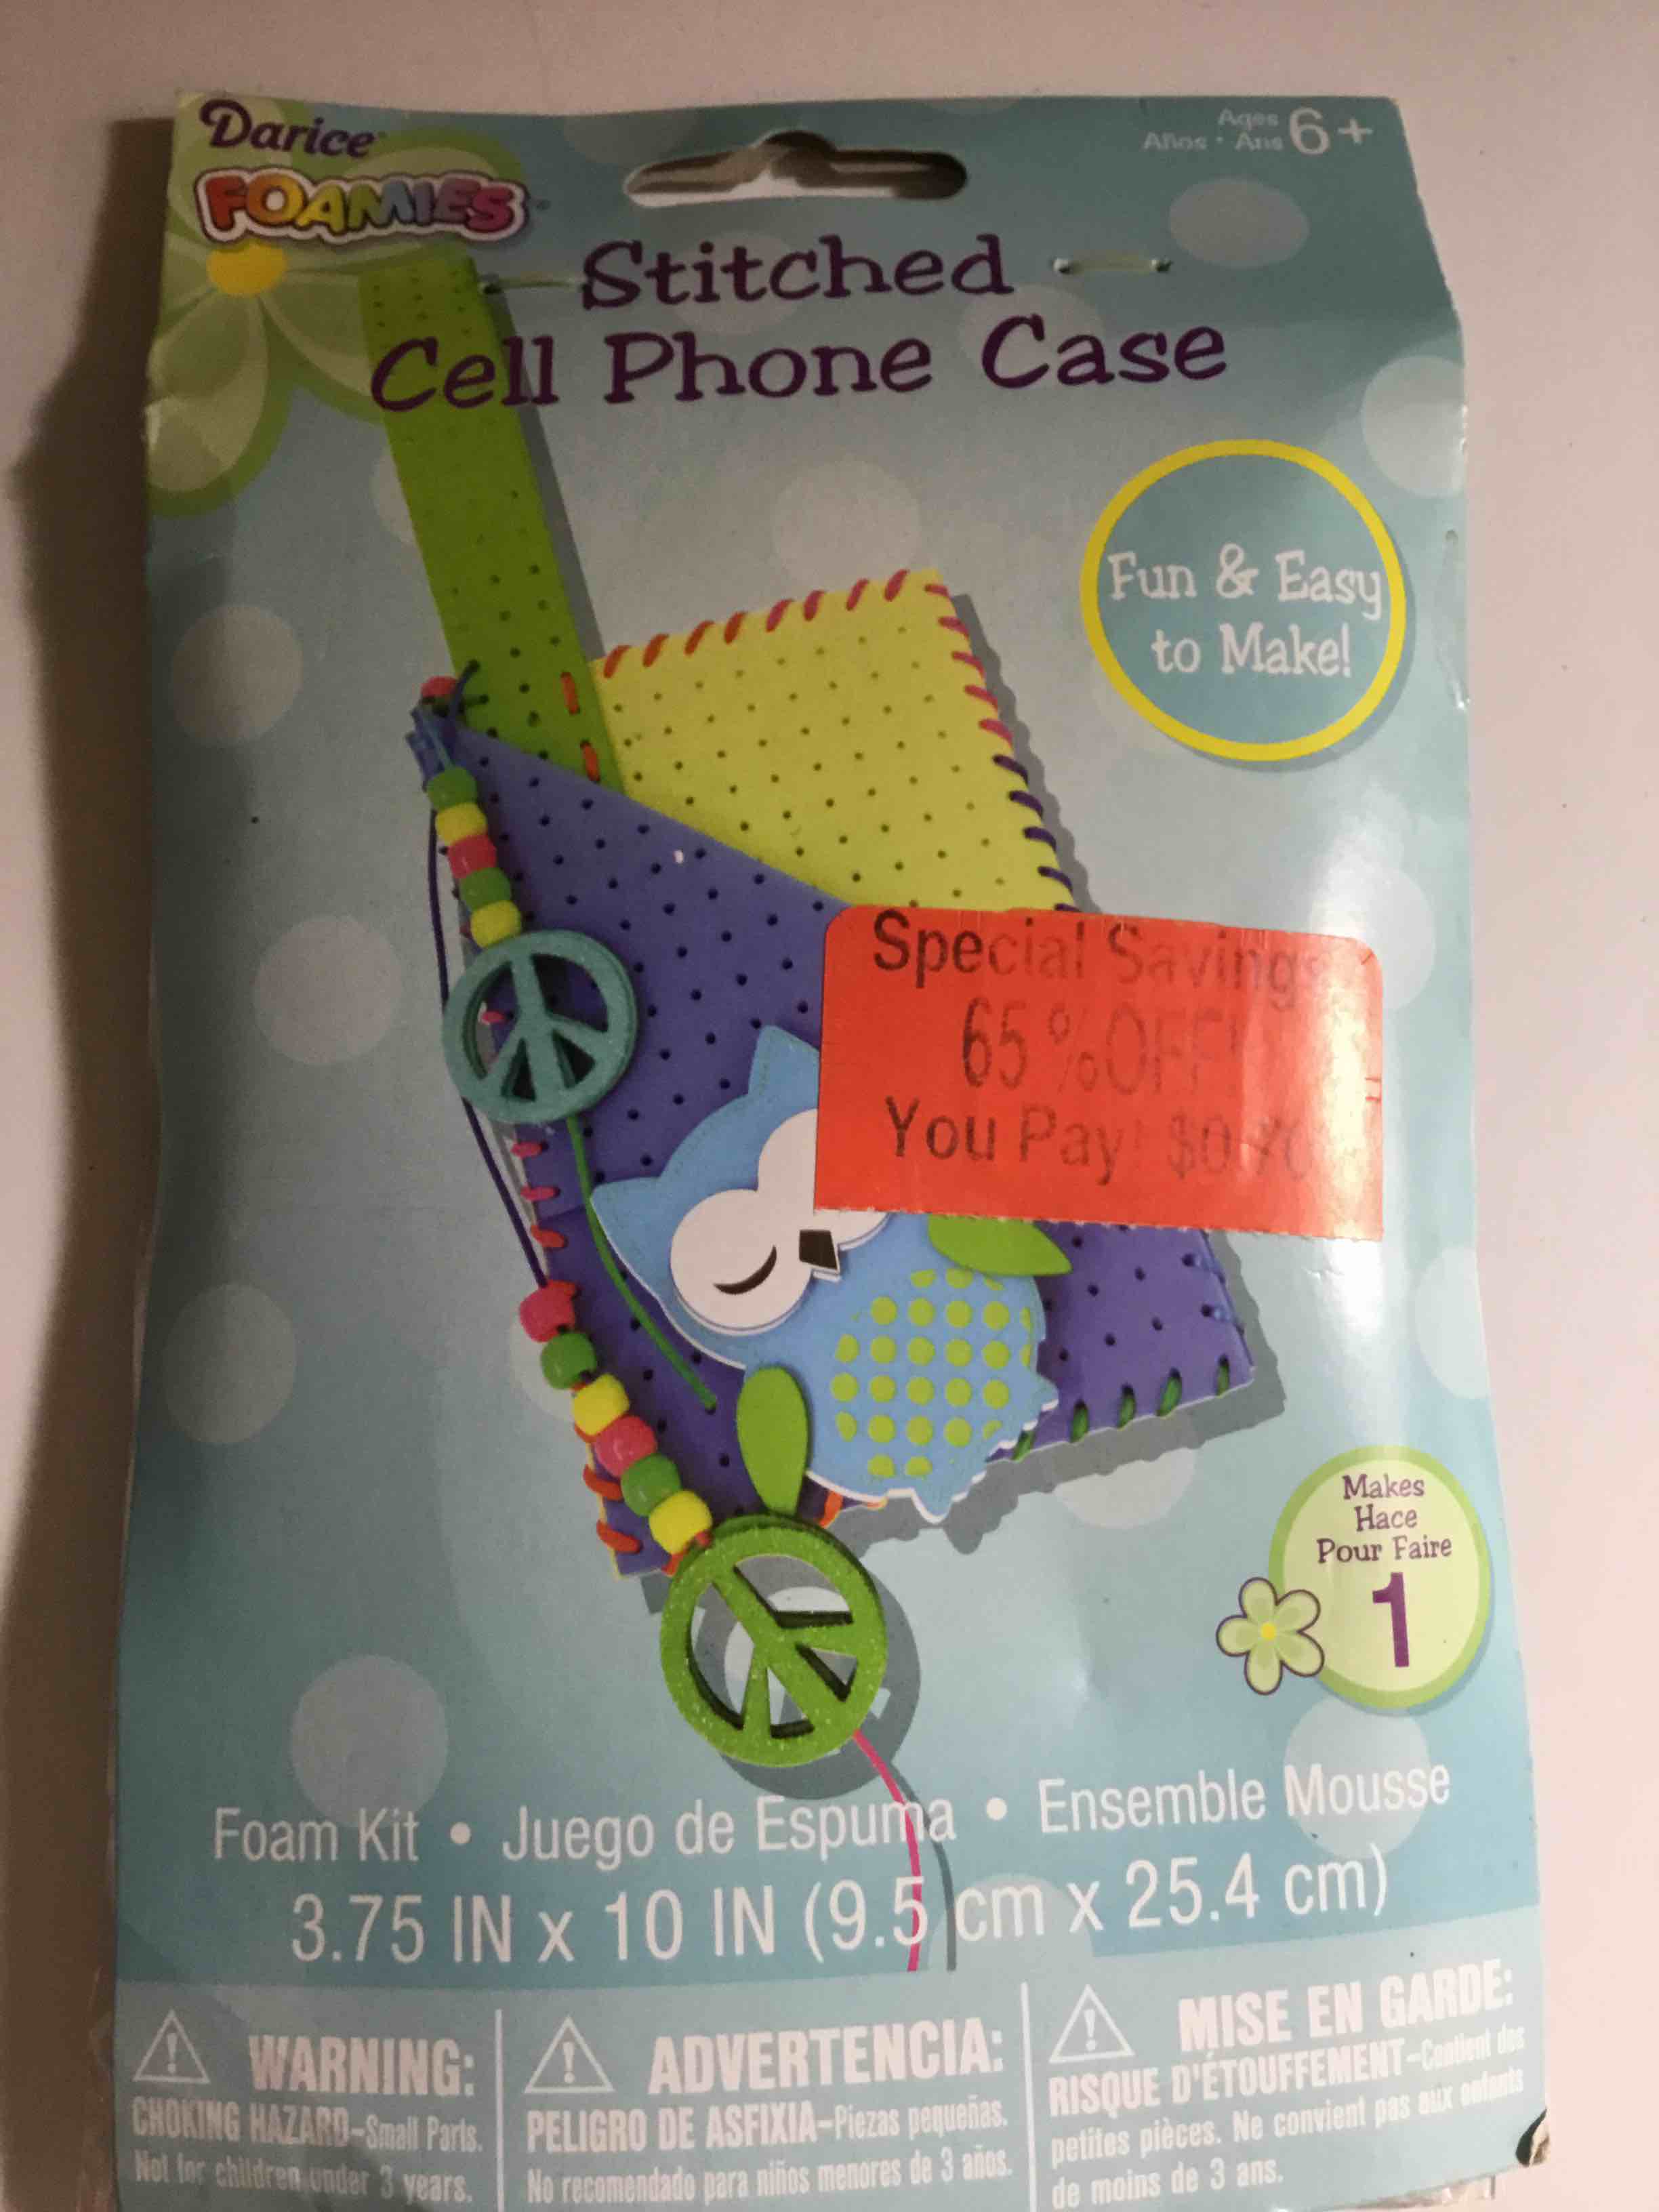 Darice
FOAMIES
Ages
Años • Ans 6+
Stitched
Cell Phone Case
Fun & Easy
to Make!
Special Savings
65%OFF!
You Pay!
Makes
Hace
Pour Faire
1
Foam Kit • Juego de Espuma • Ensemble Mousse
3.75 IN x 10 IN (9.5 cm x 25.4 cm)
WARNING:
CHOKING HAZARD–Small Parts.
Not for children under 3 years.
ADVERTENCIA:
PELIGRO DE ASFIXIA–Piezas pequeñas.
No recomendado para niños menores de 3 años.
MISE EN GARDE:
RISQUE D'ÉTOUFFEMENT–Contient des
petites pièces. Ne convient pas aux enfants
de moins de 3 ans.